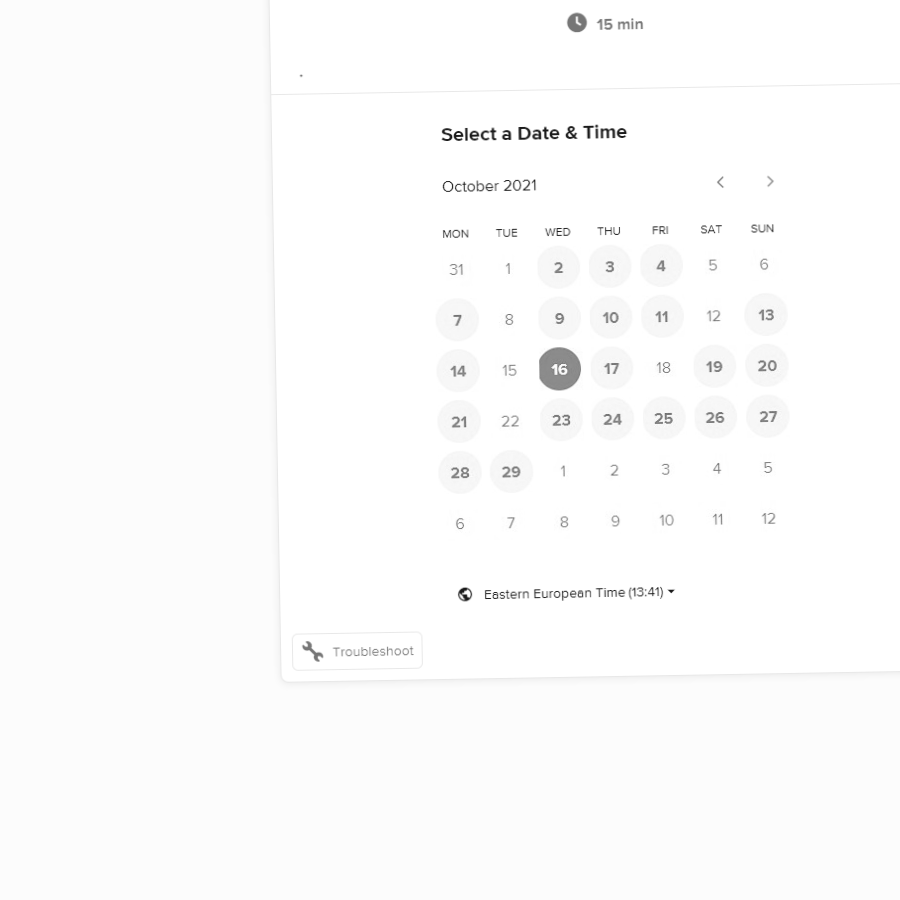 15 min
.
Select a Date & Time
October 2021
MON TUE WED THU FRI SAT SUN
31 1 2 3 4 5 6
7 8 9 10 11 12 13
14 15 16 17 18 19 20
21 22 23 24 25 26 27
28 29 1 2 3 4 5
6 7 8 9 10 11 12
Eastern European Time (13:41)
Troubleshoot